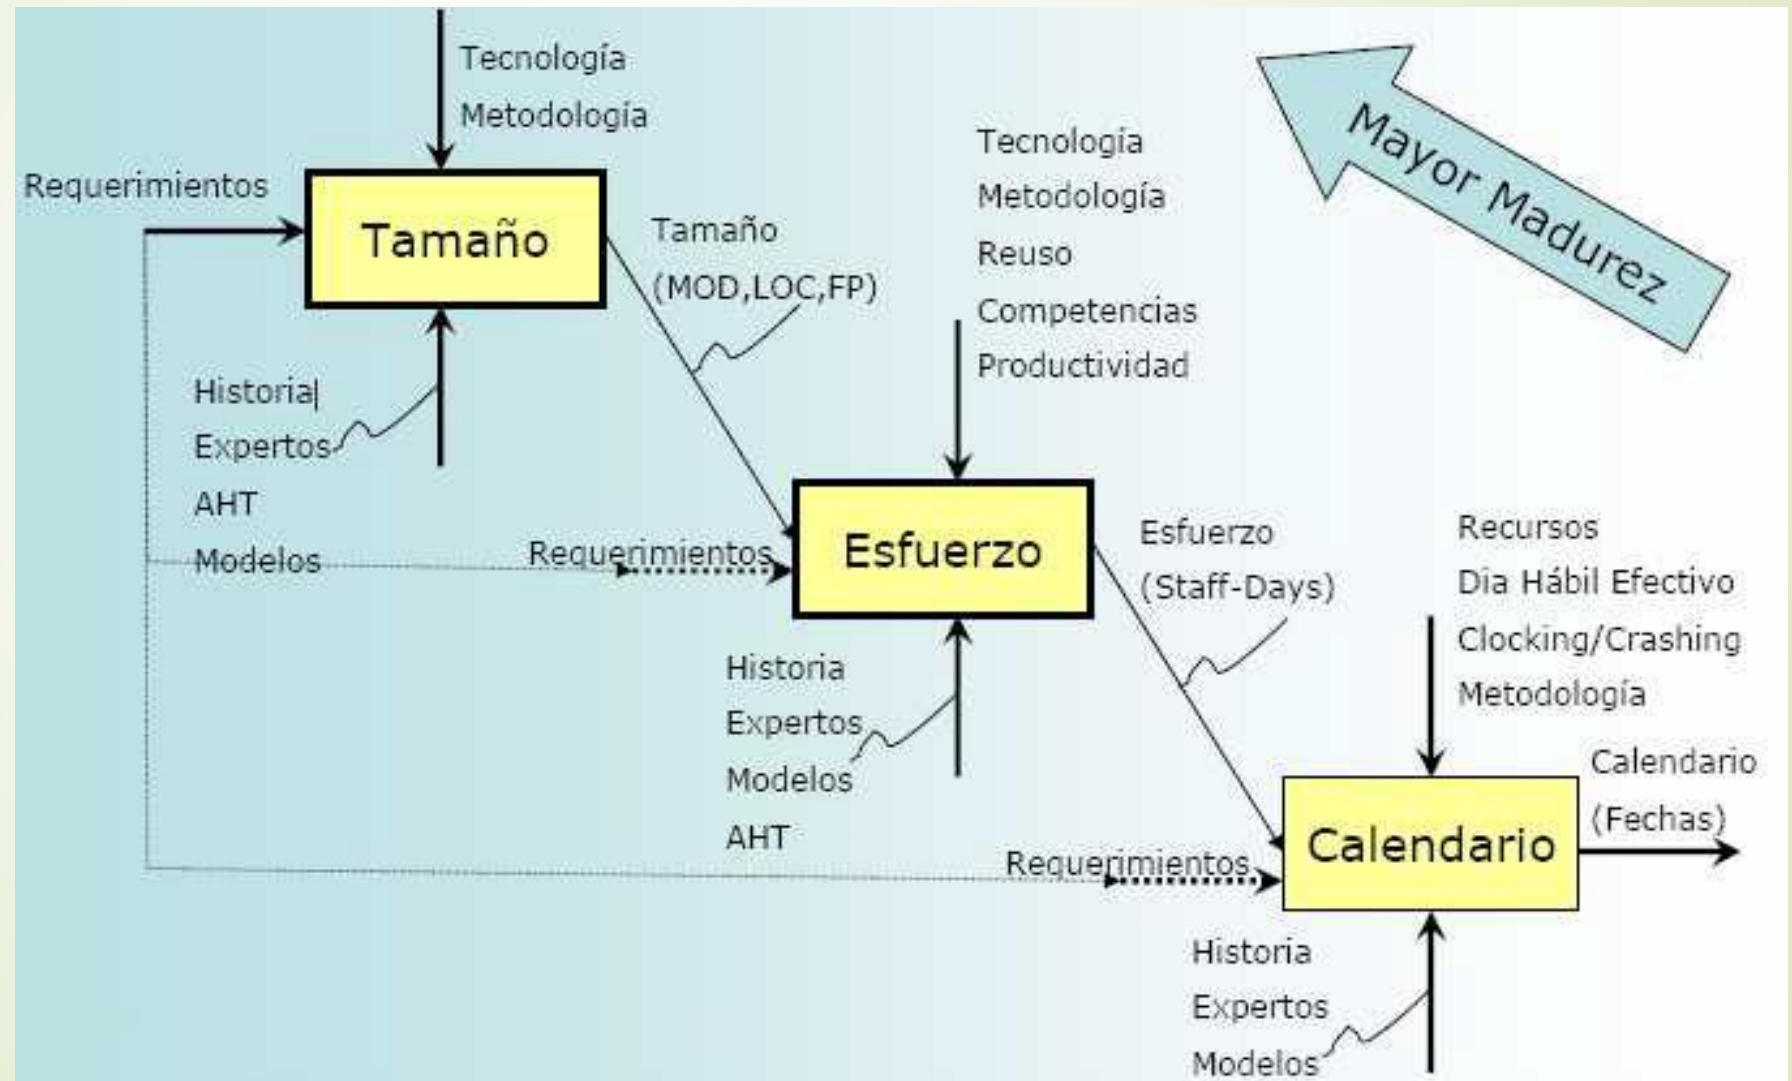 Tecnología
Metodología
Requerimientos
Tamaño
Tamaño
(MOD,LOC,FP)
Historia
Expertos
AHT
Modelos
Mayor Madurez
Tecnología
Metodología
Reuso
Competencias
Productividad
Requerimientos
Esfuerzo
Esfuerzo
(Staff-Days)
Historia
Expertos
Modelos
AHT
Recursos
Dia Hábil Efectivo
Clocking/Crashing
Metodología
Requerimientos
Calendario
Calendario
(Fechas)
Historia
Expertos
Modelos